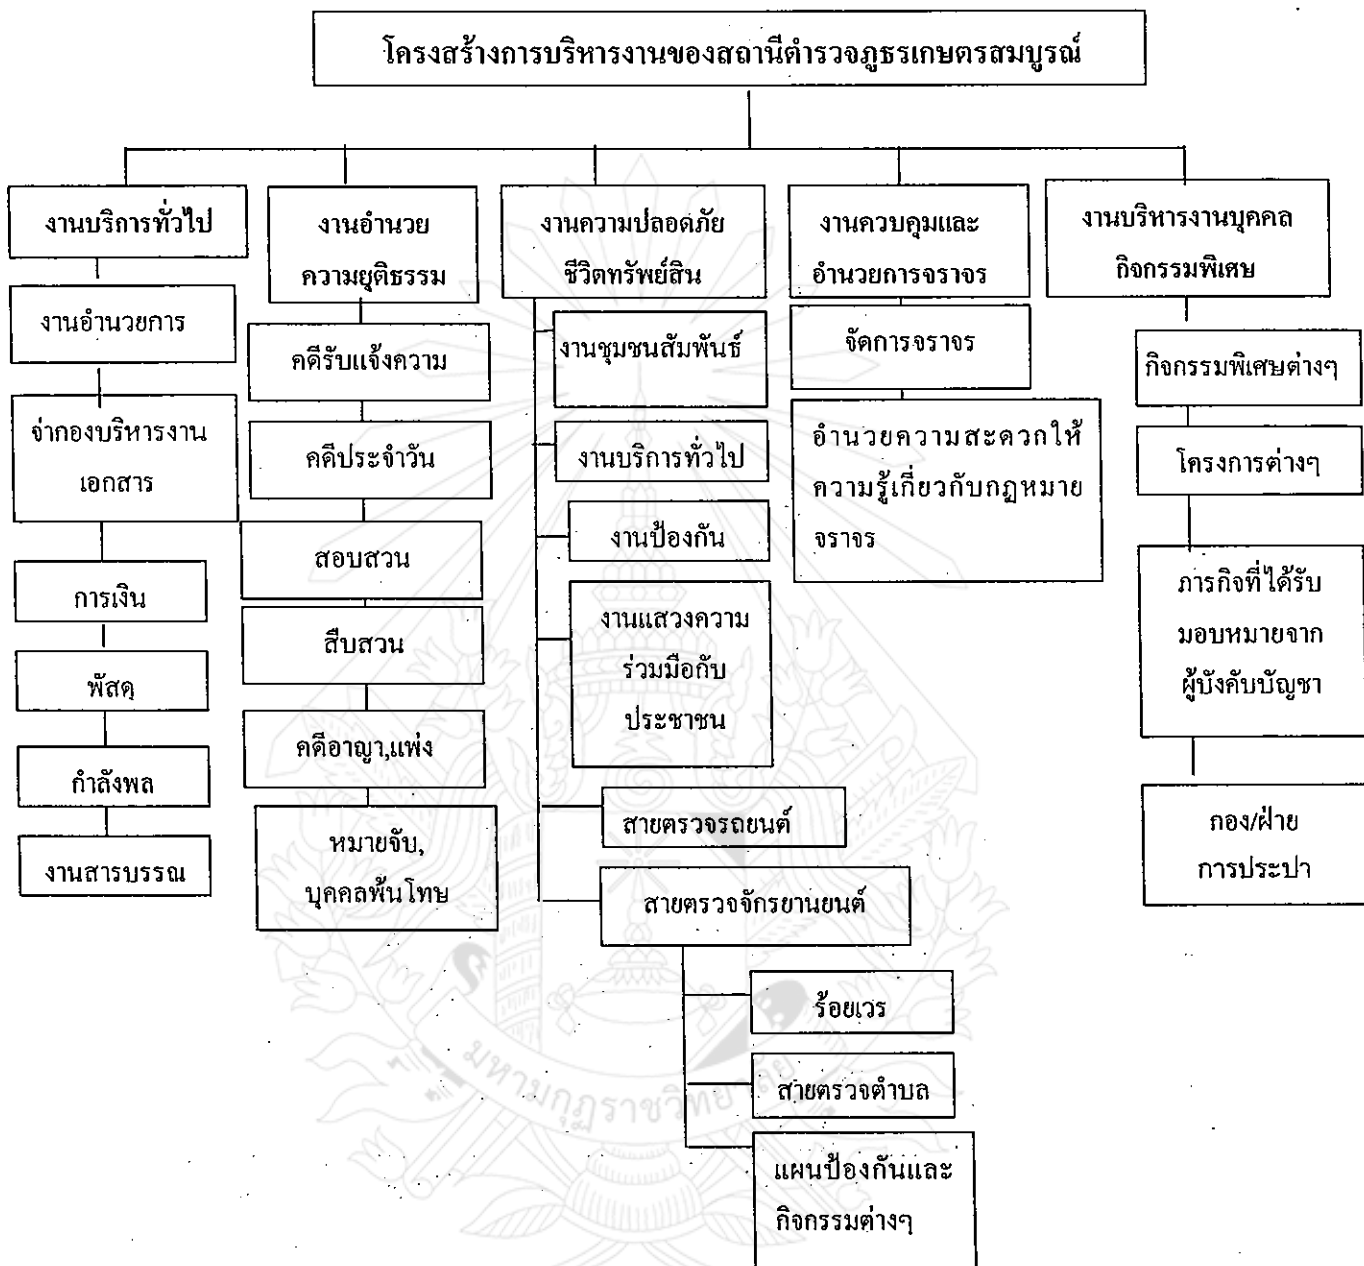 โครงสร้างการบริหารงานของสถานีตำรวจภูธรเกษตรสมบูรณ์
งานบริการทั่วไป
งานอำนวยการ
จ่ากองบริหารงาน
เอกสาร
การเงิน
พัสดุ
กำลังพล
งานสารบรรณ
งานอำนวย
ความยุติธรรม
คดีรับแจ้งความ
คดีประจำวัน
สอบสวน
สืบสวน
คดีอาญา,แพ่ง
หมายจับ,
บุคคลพ้นโทษ
งานความปลอดภัย
ชีวิตทรัพย์สิน
งานชุมชนสัมพันธ์
งานบริการทั่วไป
งานป้องกัน
งานแสวงความ
ร่วมมือกับ
ประชาชน
สายตรวจรถยนต์
สายตรวจจักรยานยนต์
ร้อยเวร
สายตรวจตำบล
แผนป้องกันและ
กิจกรรมต่างๆ
งานควบคุมและ
อำนวยการจราจร
จัดการจราจร
อำนวยความสะดวกให้
ความรู้เกี่ยวกับกฎหมาย
จราจร
งานบริหารงานบุคคล
กิจกรรมพิเศษ
กิจกรรมพิเศษต่างๆ
โครงการต่างๆ
ภารกิจที่ได้รับ
มอบหมายจาก
ผู้บังคับบัญชา
กอง/ฝ่าย
การประปา
มหามกุฏราชวิทยาลัย